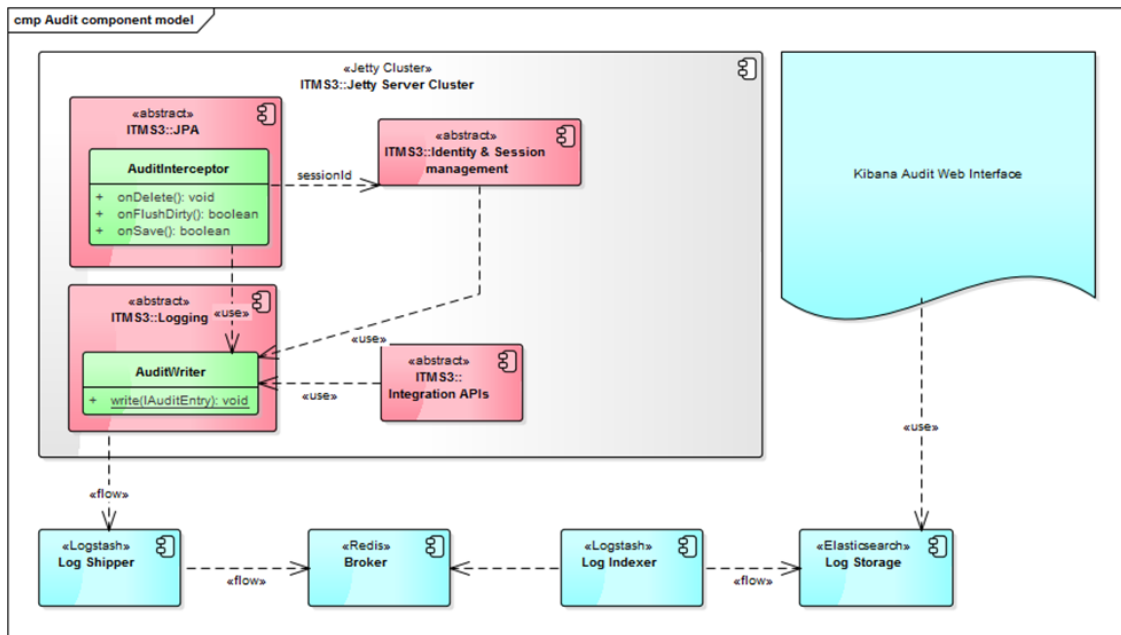 cmp Audit component model
«Jetty Cluster»
ITMS3::Jetty Server Cluster
«abstract»
ITMS3::JPA
AuditInterceptor
+ onDelete(): void
+ onFlushDirty(): boolean
+ onSave(): boolean
sessionId
«abstract»
ITMS3::Identity & Session
management
Kibana Audit Web Interface
«abstract»
ITMS3::Logging
«use»
AuditWriter
+ write(IAuditEntry): void
«use»
«abstract»
ITMS3::
Integration APIs
«use»
«use»
«flow»
«Logstash»
Log Shipper
«flow»
«Redis»
Broker
«Logstash»
Log Indexer
«flow»
«Elasticsearch»
Log Storage